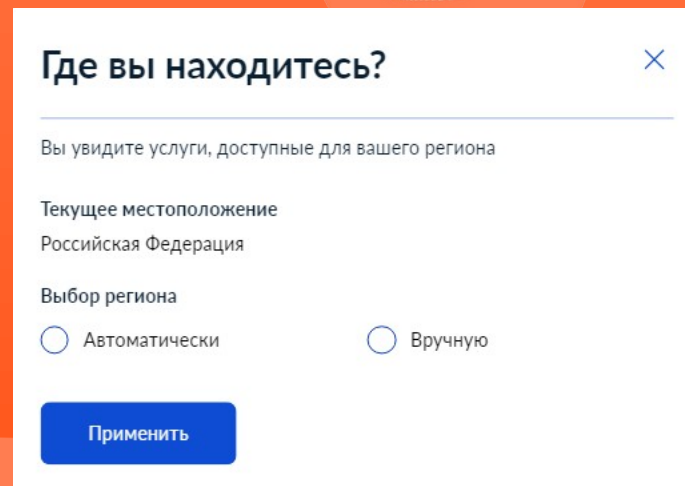 Где вы находитесь?
Вы увидите услуги, доступные для вашего региона
Текущее местоположение
Российская Федерация
Выбор региона
Автоматически Вручную
Применить